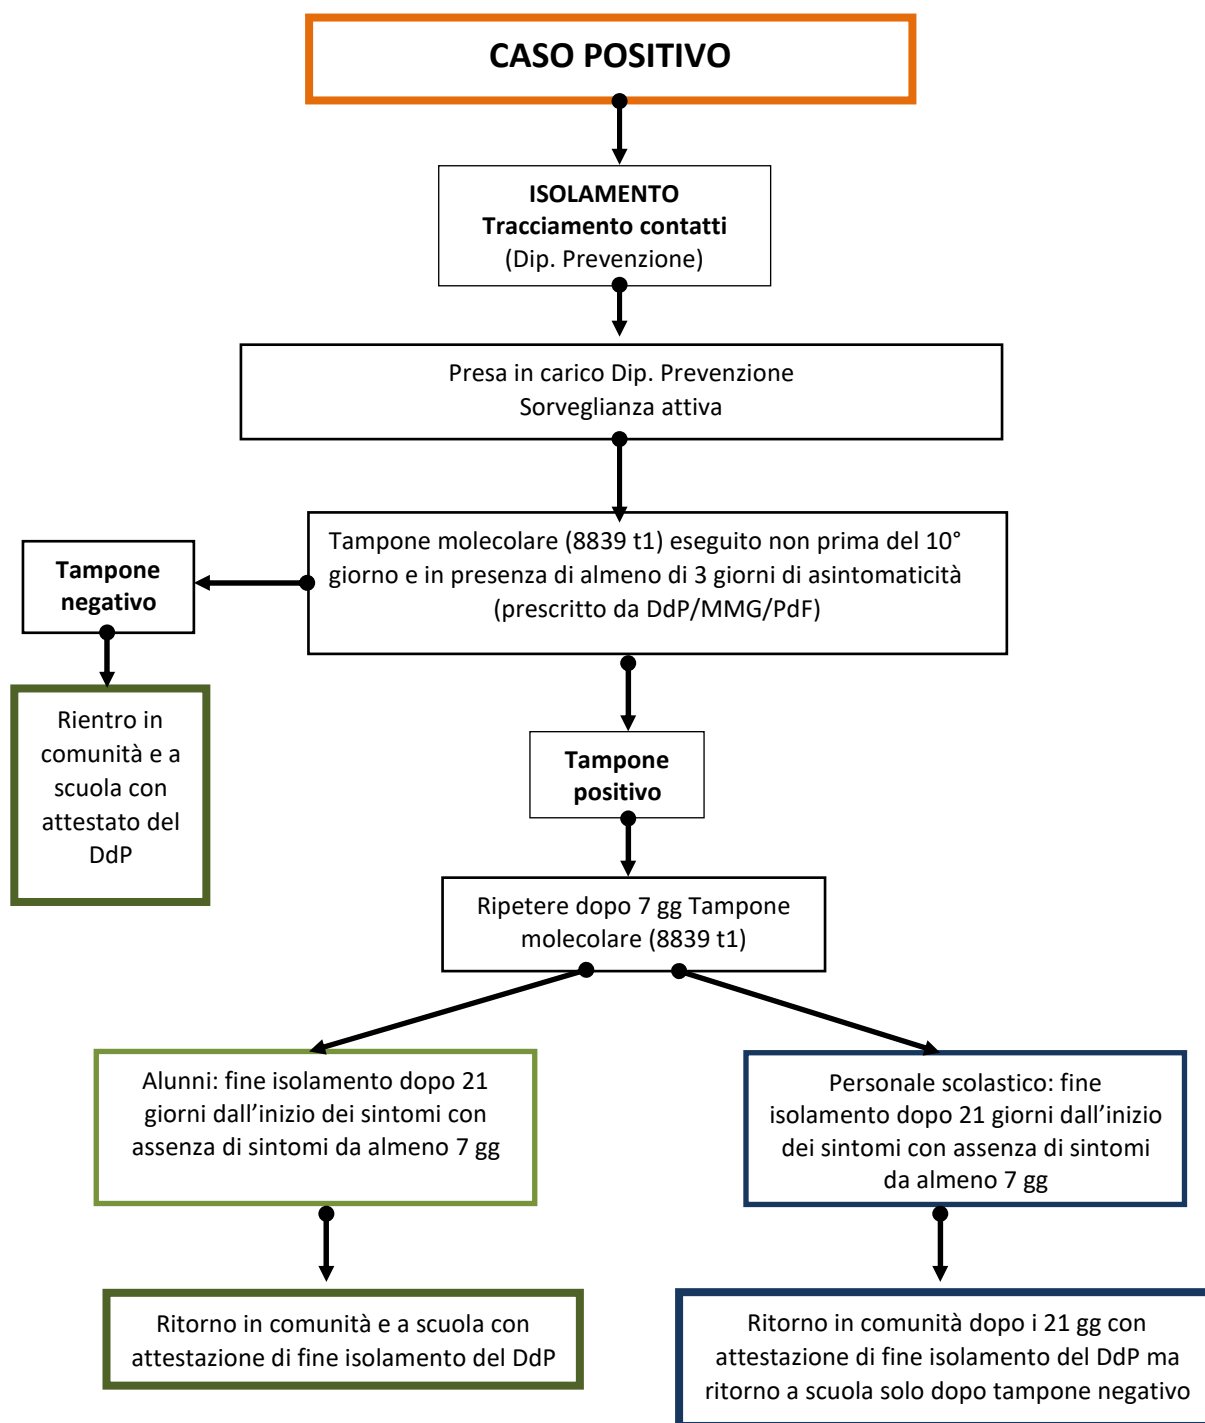 CASO POSITIVO
ISOLAMENTO
Tracciamento contatti
(Dip. Prevenzione)
Presa in carico Dip. Prevenzione
Sorveglianza attiva
Tampone molecolare (8839 t1) eseguito non prima del 10°
giorno e in presenza di almeno di 3 giorni di asintomaticità
(prescritto da DdP/MMG/PdF)
Tampone
negativo
Rientro in
comunità e a
scuola con
attestato del
DdP
Tampone
positivo
Ripetere dopo 7 gg Tampone
molecolare (8839 t1)
Alunni: fine isolamento dopo 21
giorni dall’inizio dei sintomi con
assenza di sintomi da almeno 7 gg
Personale scolastico: fine
isolamento dopo 21 giorni dall’inizio
dei sintomi con assenza di sintomi
da almeno 7 gg
Ritorno in comunità e a scuola con
attestazione di fine isolamento del DdP
Ritorno in comunità dopo i 21 gg con
attestazione di fine isolamento del DdP ma
ritorno a scuola solo dopo tampone negativo